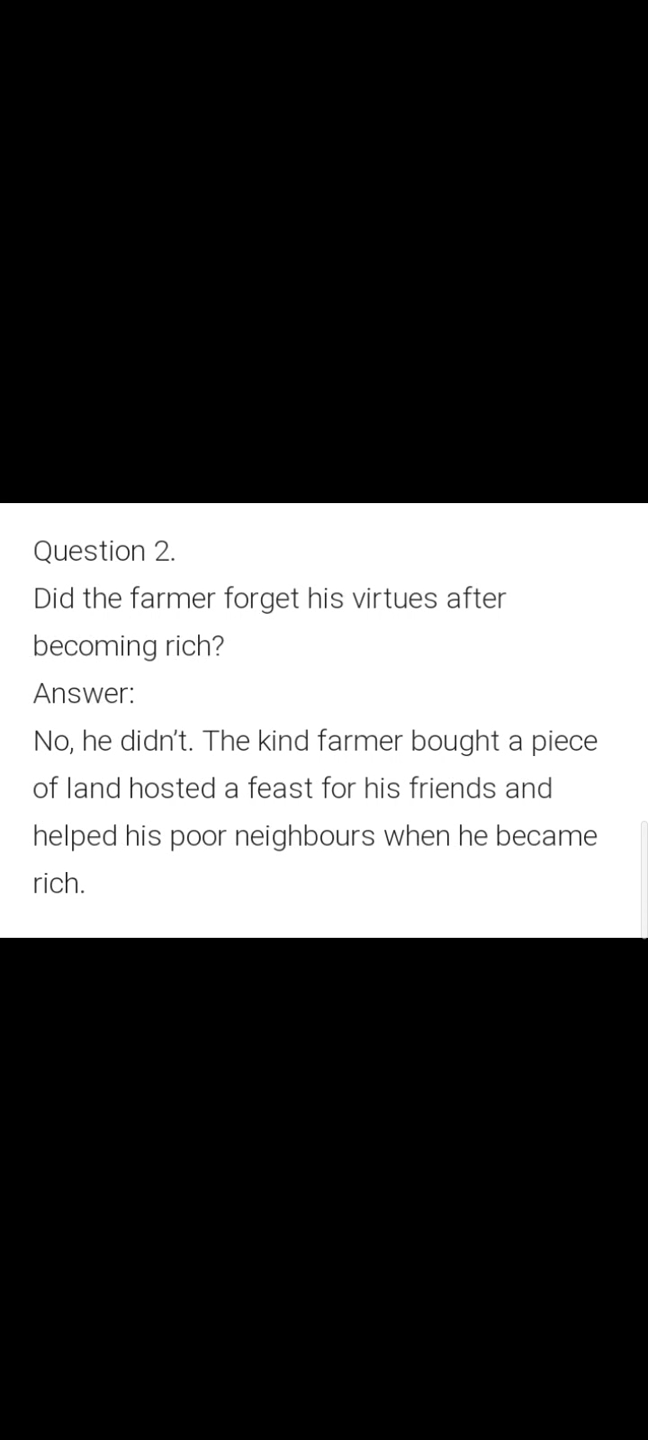 Question 2.
Did the farmer forget his virtues after
becoming rich?
Answer:
No, he didn’t. The kind farmer bought a piece
of land hosted a feast for his friends and
helped his poor neighbours when he became
rich.